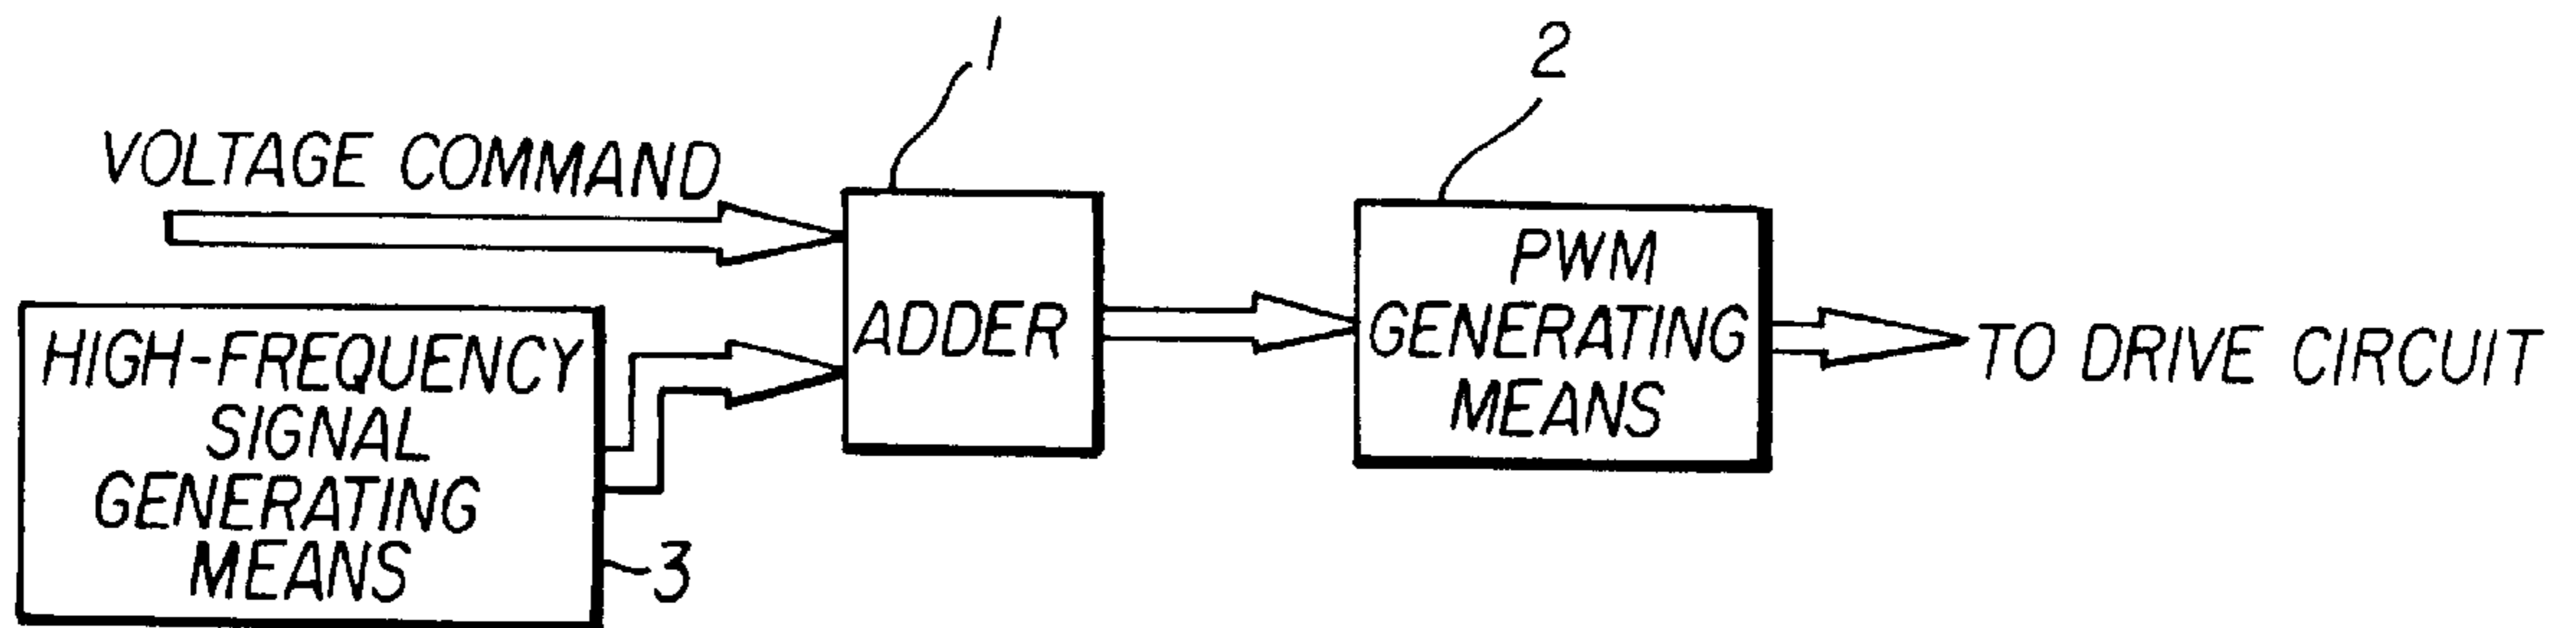 1
2
VOLTAGE COMMAND
ADDER
PWM
GENERATING
MEANS
TO DRIVE CIRCUIT
HIGH-FREQUENCY
SIGNAL
GENERATING
MEANS
3